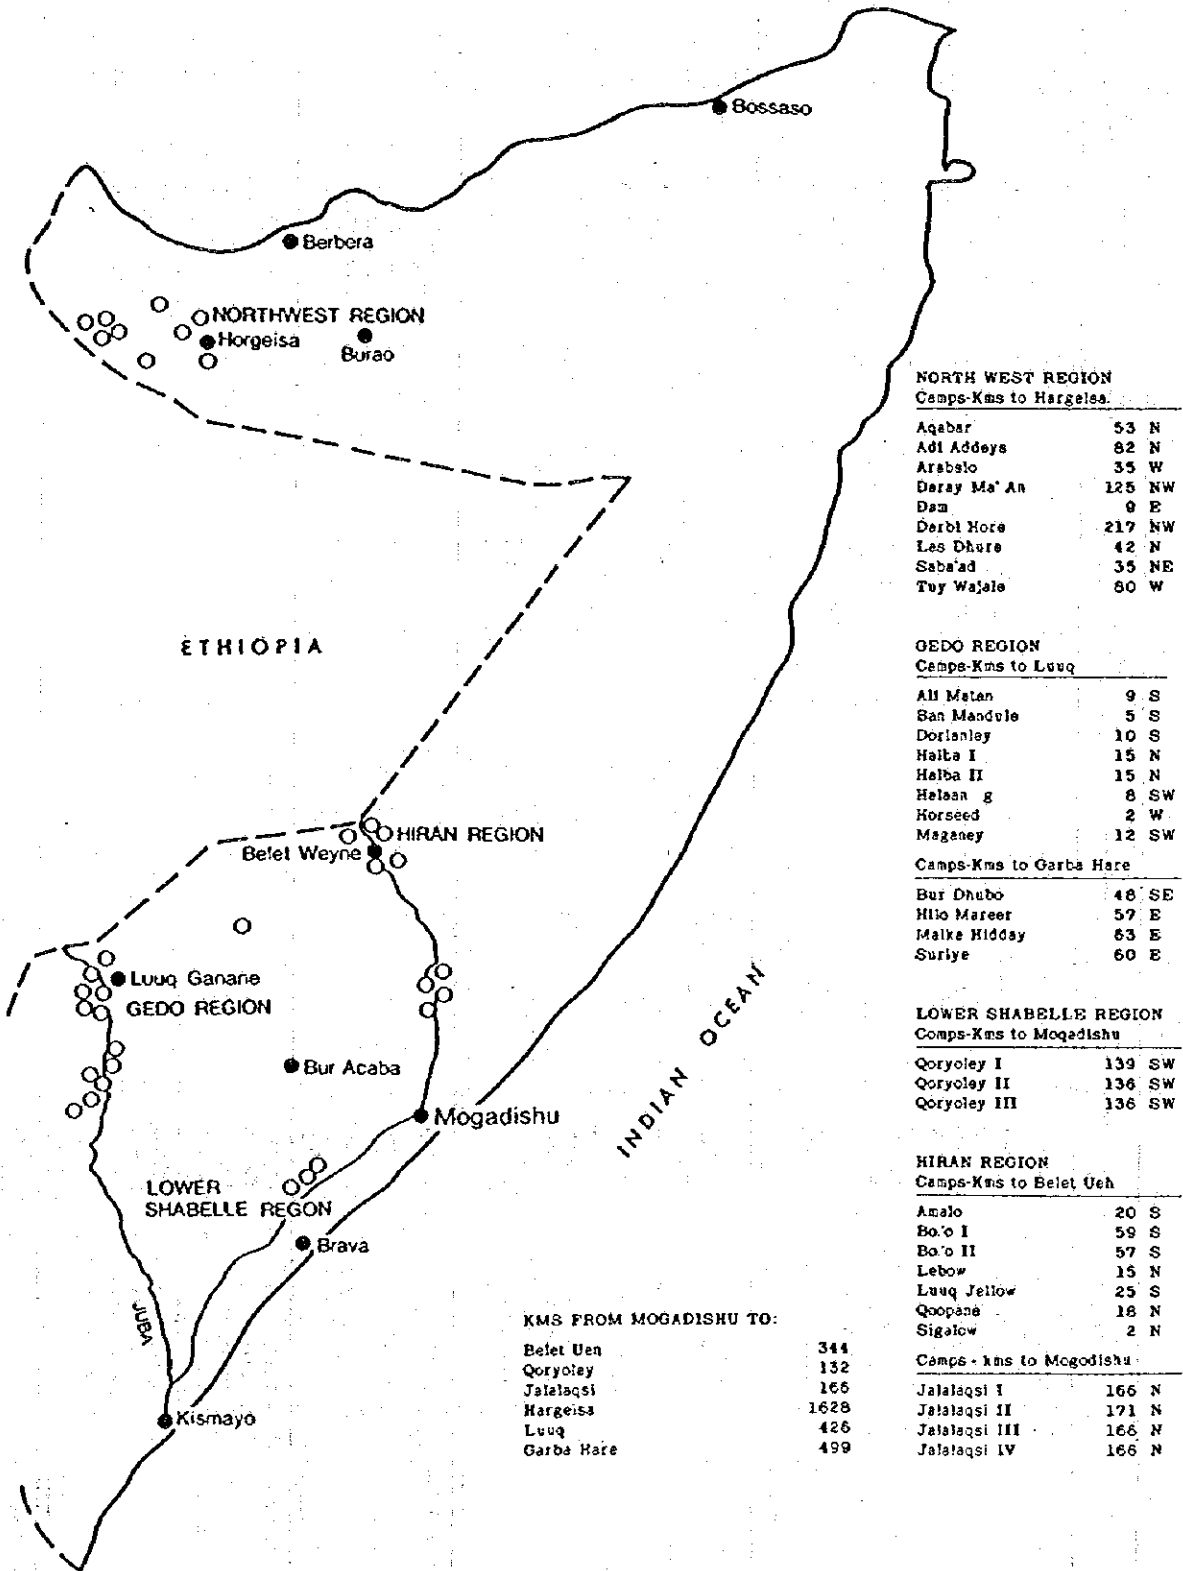 Bossaso
Berbera
NORTHWEST REGION
Horgeisa
Burao
ETHIOPIA
HIRAN REGION
Belet Weyne
Luuq Ganane
GEDO REGION
Bur Acaba
Mogadishu
INDIAN OCEAN
LOWER
SHABELLE REGON
Brava
JUBA
Kismayo
KMS FROM MOGADISHU TO:
Belet Uen 344
Qoryoley 132
Jalalaqsi 166
Hargeisa 1628
Luuq 426
Garba Hare 499
NORTH WEST REGION
Camps-Kms to Hargeisa.
Aqabar 53 N
Adi Addeys 82 N
Arabsio 35 W
Daray Ma' An 125 NW
Dam 9 E
Darbi Hore 217 NW
Las Dhure 42 N
Saba'ad 35 NE
Tuy Wajale 80 W
GEDO REGION
Camps-Kms to Luuq
Ali Matan 9 S
Ban Mandule 5 S
Dorianley 10 S
Halba I 15 N
Halba II 15 N
Halaan g 8 SW
Horseed 2 W
Maganey 12 SW
Camps-Kms to Garba Hare
Bur Dhubo 48 SE
Hilo Mareer 57 E
Malka Hidday 63 E
Suriye 60 E
LOWER SHABELLE REGION
Comps-Kms to Moqadishu
Qoryoley I 139 SW
Qoryoley II 136 SW
Qoryoley III 136 SW
HIRAN REGION
Camps-Kms to Belet Ueh
Amalo 20 S
Bo'o I 59 S
Bo'o II 57 S
Lebow 15 N
Luuq Jellow 25 S
Qoopane 18 N
Sigalow 2 N
Camps - kms to Mogodishu
Jalalaqsi I 166 N
Jalalaqsi II 171 N
Jalalaqsi III 166 N
Jalalaqsi IV 166 N